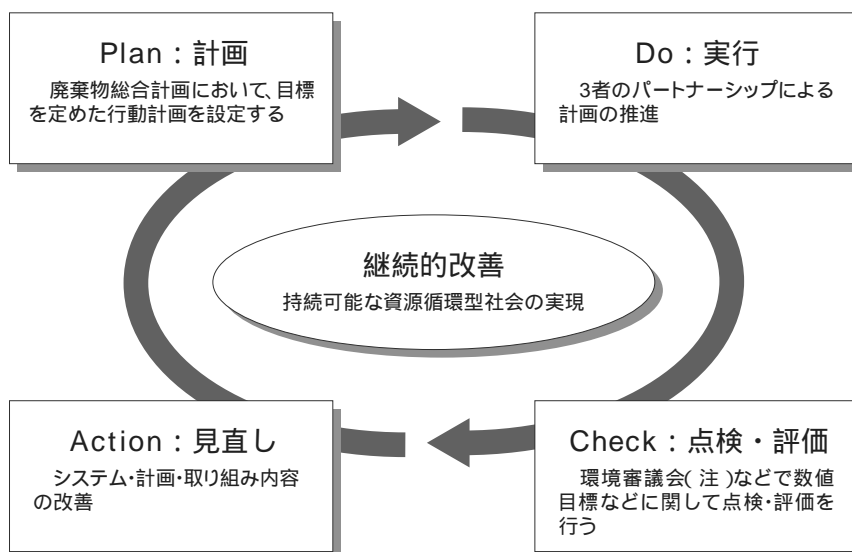 Plan：計画
廃棄物総合計画において、目標
を定めた行動計画を設定する
Do：実行
3者のパートナーシップによる
計画の推進
継続的改善
持続可能な資源循環型社会の実現
Action：見直し
システム・計画・取り組み内容
の改善
Check：点検・評価
環境審議会(注)などで数値
目標などに関して点検・評価を
行う